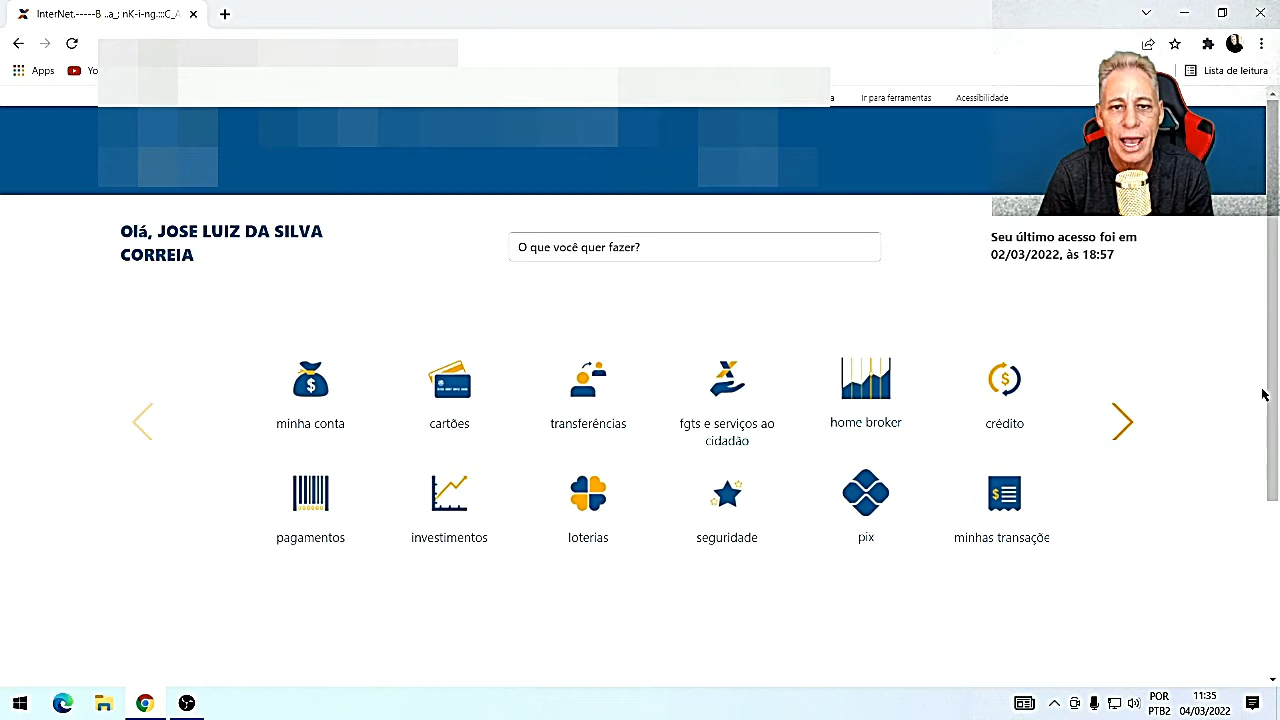 InterNet.-----B...a_; nK-i-ng.:::C_A
Apps
Yo
Lista de leitura
a
Ir para ferramentas
Acessibilidade
Olá, JOSE LUIZ DA SILVA
CORREIA
O que você quer fazer?
Seu último acesso foi em
02/03/2022, às 18:57
minha conta
cartões
transferências
fgts e serviços ao
cidadão
home broker
crédito
pagamentos
investimentos
loterias
seguridade
pix
minhas transaçõe
POR
PTB2
11:35
04/03/2022